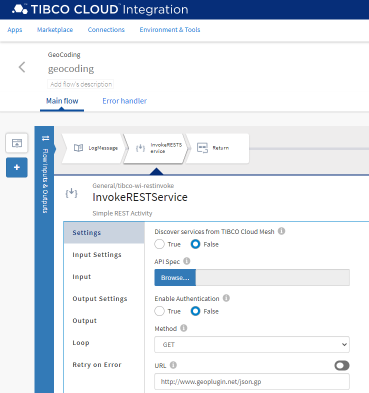 TIBCO CLOUD™ Integration
Apps Marketplace Connections Environment & Tools
GeoCoding
geocoding
Add flow's description
Main flow Error handler
Flow Inputs & Outputs
LogMessage
InvokeRESTS
ervice
Return
General/tibco-wi-restinvoke
InvokeRESTService
Simple REST Activity
Settings
Input Settings
Input
Output Settings
Output
Loop
Retry on Error
Discover services from TIBCO Cloud Mesh
True False
API Spec
Browse...
Enable Authentication
True False
Method
GET
URL
http://www.geoplugin.net/json.gp